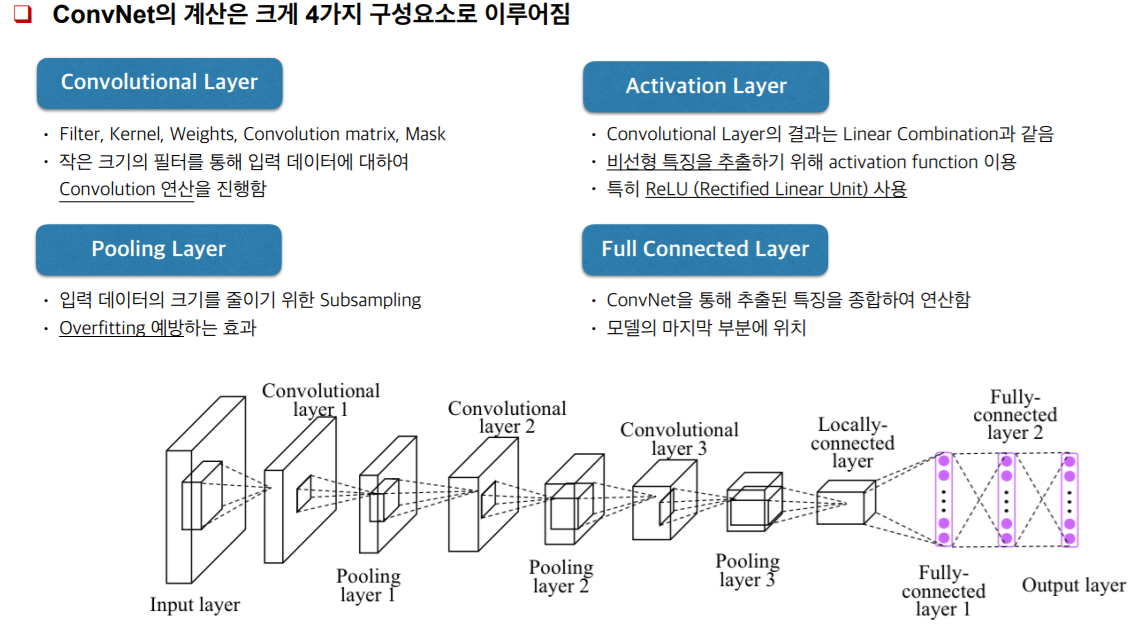 ❑ ConvNet의 계산은 크게 4가지 구성요소로 이루어짐
Convolutional Layer
· Filter, Kernel, Weights, Convolution matrix, Mask
· 작은 크기의 필터를 통해 입력 데이터에 대하여
Convolution 연산을 진행함
Activation Layer
· Convolutional Layer의 결과는 Linear Combination과 같음
· 비선형 특징을 추출하기 위해 activation function 이용
· 특히 ReLU (Rectified Linear Unit) 사용
Pooling Layer
· 입력 데이터의 크기를 줄이기 위한 Subsampling
· Overfitting 예방하는 효과
Full Connected Layer
· ConvNet을 통해 추출된 특징을 종합하여 연산함
· 모델의 마지막 부분에 위치
Input layer
Convolutional
layer 1
Pooling
layer 1
Convolutional
layer 2
Pooling
layer 2
Convolutional
layer 3
Pooling
layer 3
Locally-
connected
layer
Fully-
connected
layer 1
Fully-
connected
layer 2
Output layer